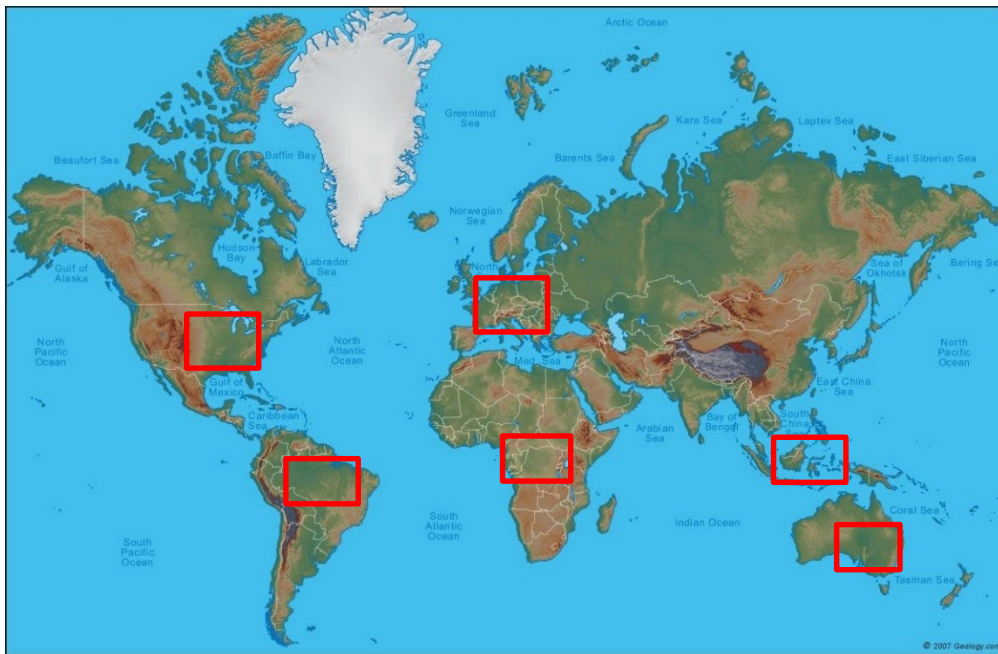 Arctic Ocean
Greenland
Sea
Kara Sea
Laptev Sea
Beaufort Sea
Baffin Bay
Barents Sea
East Siberian Sea
Norwegian
Sea
Hudson
Bay
Labrador
Sea
Gulf of
Alaska
North
Sea of
Okhotsk
Bering Sea
North
Pacific
Ocean
North
Atlantic
Ocean
Med. Sea
North
Pacific
Ocean
Gulf of
Mexico
East China
Sea
Caribbean
Sea
Arabian
Sea
Bay of
Bengal
South
China
South
Atlantic
Ocean
Indian Ocean
Coral Sea
South
Pacific
Ocean
Tasman Sea
© 2007 Geology.com